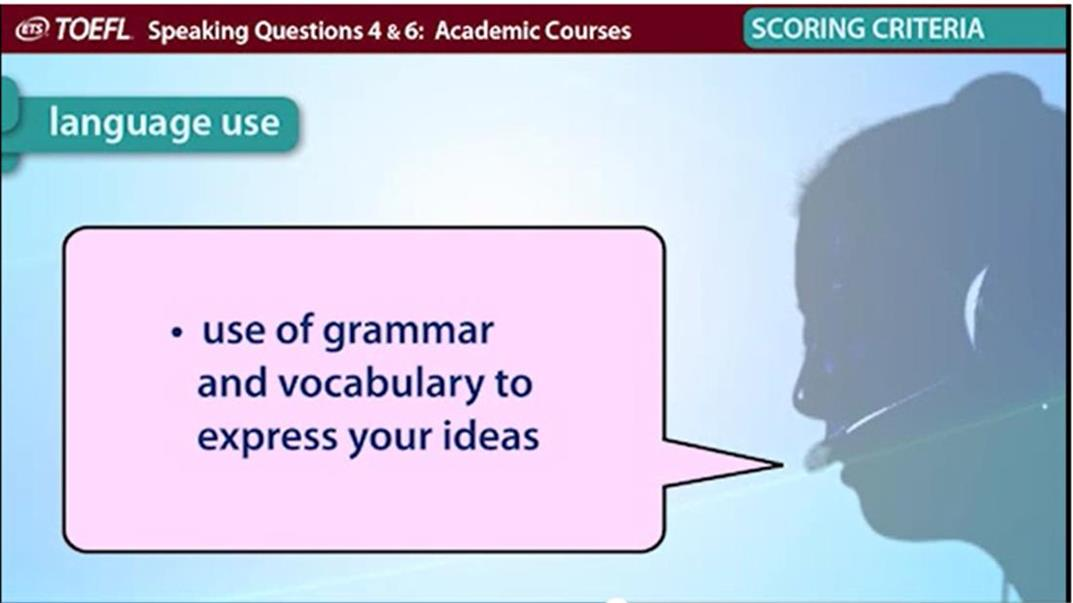 ETS TOEFL Speaking Questions 4 & 6: Academic Courses
SCORING CRITERIA
language use
• use of grammar
and vocabulary to
express your ideas